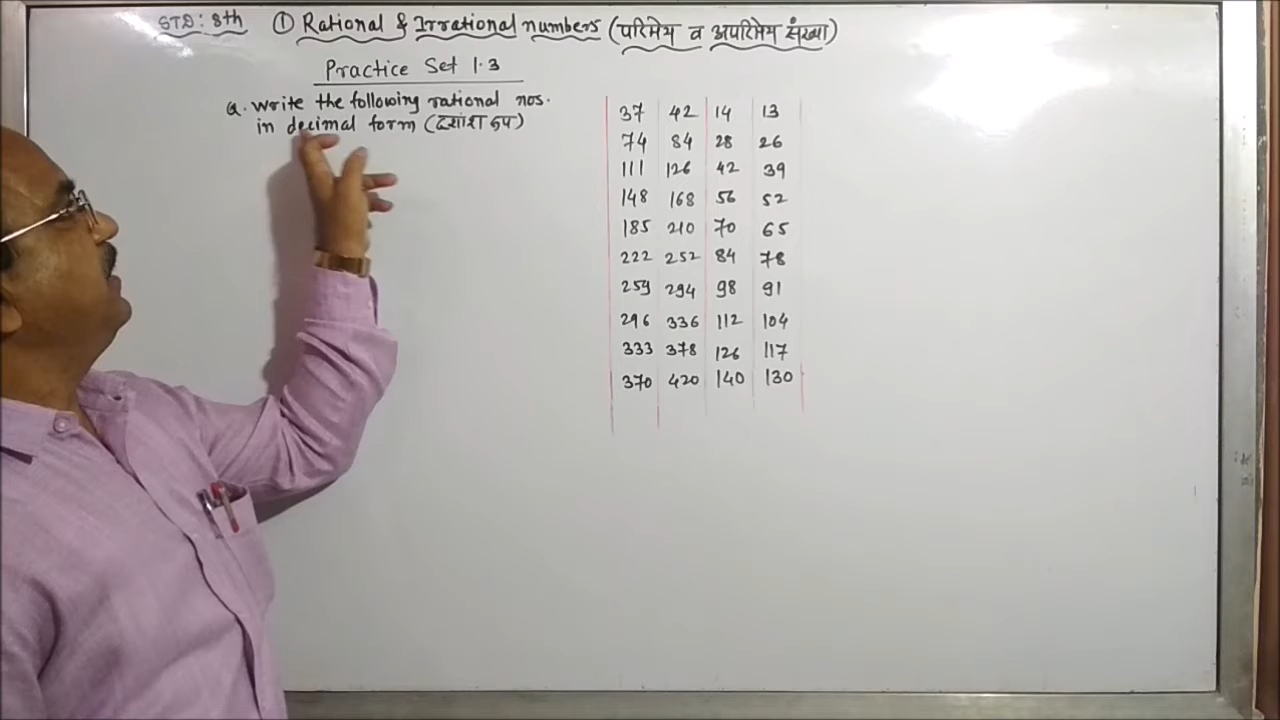 STD: 8th ① Rational & Irrational numbers (परिमेय व अपरिमेय संख्या)
Practice Set 1.3
Q. Write the following rational nos.
in decimal form (दशांश रुप)
37 42 14 13
74 84 28 26
111 126 42 39
148 168 56 52
185 210 70 65
222 252 84 78
259 294 98 91
296 336 112 104
333 378 126 117
370 420 140 130